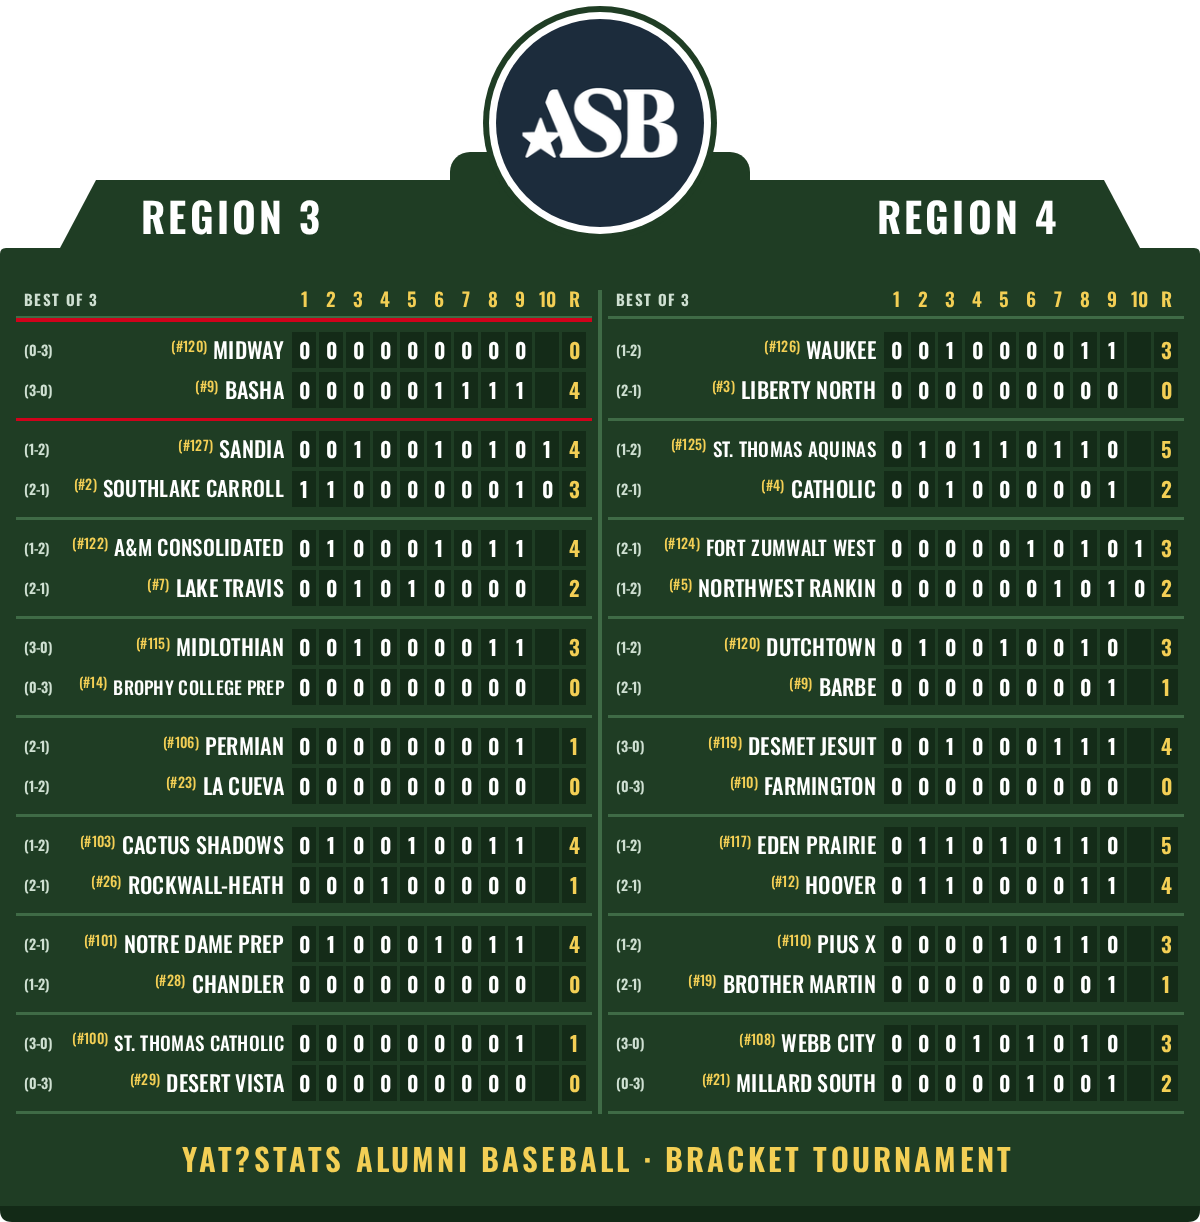 ASB
REGION 3
REGION 4
BEST OF 3 1 2 3 4 5 6 7 8 9 10 R
(0-3) (#120) MIDWAY 0 0 0 0 0 0 0 0 0 0
(3-0) (#9) BASHA 0 0 0 0 0 1 1 1 1 4
(1-2) (#127) SANDIA 0 0 1 0 0 1 0 1 0 1 4
(2-1) (#2) SOUTHLAKE CARROLL 1 1 0 0 0 0 0 0 1 0 3
(1-2) (#122) A&M CONSOLIDATED 0 1 0 0 0 1 0 1 1 4
(2-1) (#7) LAKE TRAVIS 0 0 1 0 1 0 0 0 0 2
(3-0) (#115) MIDLOTHIAN 0 0 1 0 0 0 0 1 1 3
(0-3) (#14) BROPHY COLLEGE PREP 0 0 0 0 0 0 0 0 0 0
(2-1) (#106) PERMIAN 0 0 0 0 0 0 0 0 1 1
(1-2) (#23) LA CUEVA 0 0 0 0 0 0 0 0 0 0
(1-2) (#103) CACTUS SHADOWS 0 1 0 0 1 0 0 1 1 4
(2-1) (#26) ROCKWALL-HEATH 0 0 0 1 0 0 0 0 0 1
(2-1) (#101) NOTRE DAME PREP 0 1 0 0 0 1 0 1 1 4
(1-2) (#28) CHANDLER 0 0 0 0 0 0 0 0 0 0
(3-0) (#100) ST. THOMAS CATHOLIC 0 0 0 0 0 0 0 0 1 1
(0-3) (#29) DESERT VISTA 0 0 0 0 0 0 0 0 0 0
BEST OF 3 1 2 3 4 5 6 7 8 9 10 R
(1-2) (#126) WAUKEE 0 0 1 0 0 0 0 1 1 3
(2-1) (#3) LIBERTY NORTH 0 0 0 0 0 0 0 0 0 0
(1-2) (#125) ST. THOMAS AQUINAS 0 1 0 1 1 0 1 1 0 5
(2-1) (#4) CATHOLIC 0 0 1 0 0 0 0 0 1 2
(2-1) (#124) FORT ZUMWALT WEST 0 0 0 0 0 1 0 1 0 1 3
(1-2) (#5) NORTHWEST RANKIN 0 0 0 0 0 0 1 0 1 0 2
(1-2) (#120) DUTCHTOWN 0 1 0 0 1 0 0 1 0 3
(2-1) (#9) BARBE 0 0 0 0 0 0 0 0 1 1
(3-0) (#119) DESMET JESUIT 0 0 1 0 0 0 1 1 1 4
(0-3) (#10) FARMINGTON 0 0 0 0 0 0 0 0 0 0
(1-2) (#117) EDEN PRAIRIE 0 1 1 0 1 0 1 1 0 5
(2-1) (#12) HOOVER 0 1 1 0 0 0 0 1 1 4
(1-2) (#110) PIUS X 0 0 0 0 1 0 1 1 0 3
(2-1) (#19) BROTHER MARTIN 0 0 0 0 0 0 0 0 1 1
(3-0) (#108) WEBB CITY 0 0 0 1 0 1 0 1 0 3
(0-3) (#21) MILLARD SOUTH 0 0 0 0 0 1 0 0 1 2
YAT?STATS ALUMNI BASEBALL · BRACKET TOURNAMENT